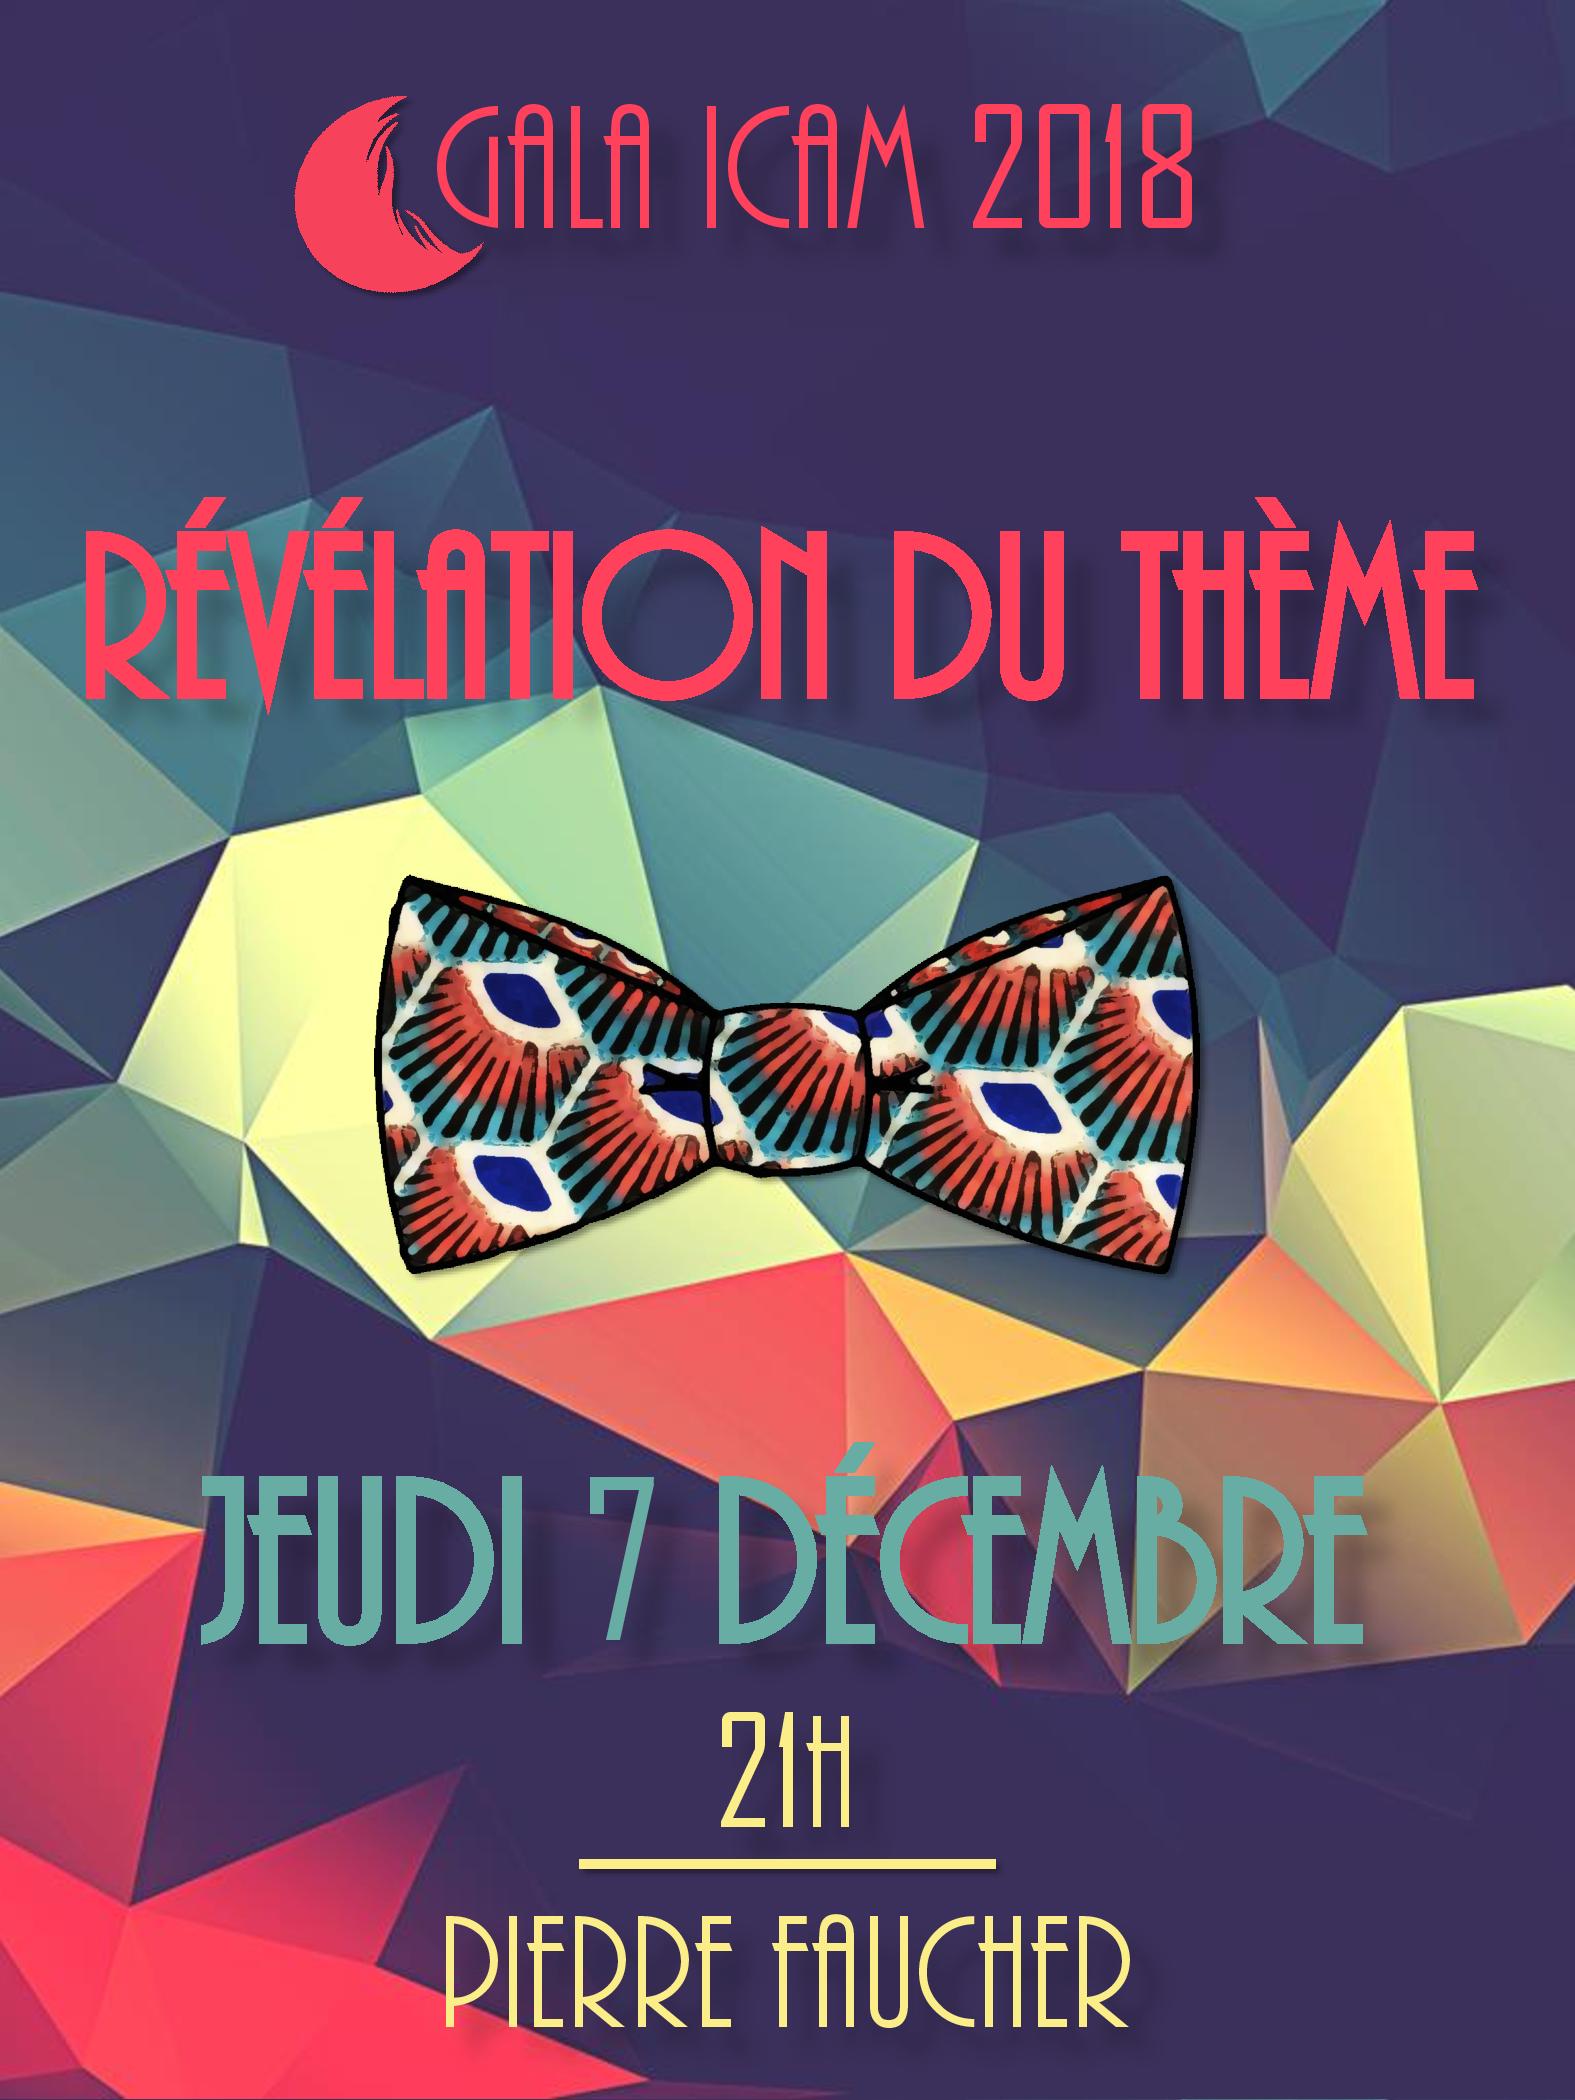 GALA ICAM 2018
RÉVÉLATION DU THÈME
JEUDI 7 DÉCEMBRE
21H
PIERRE FAUCHER